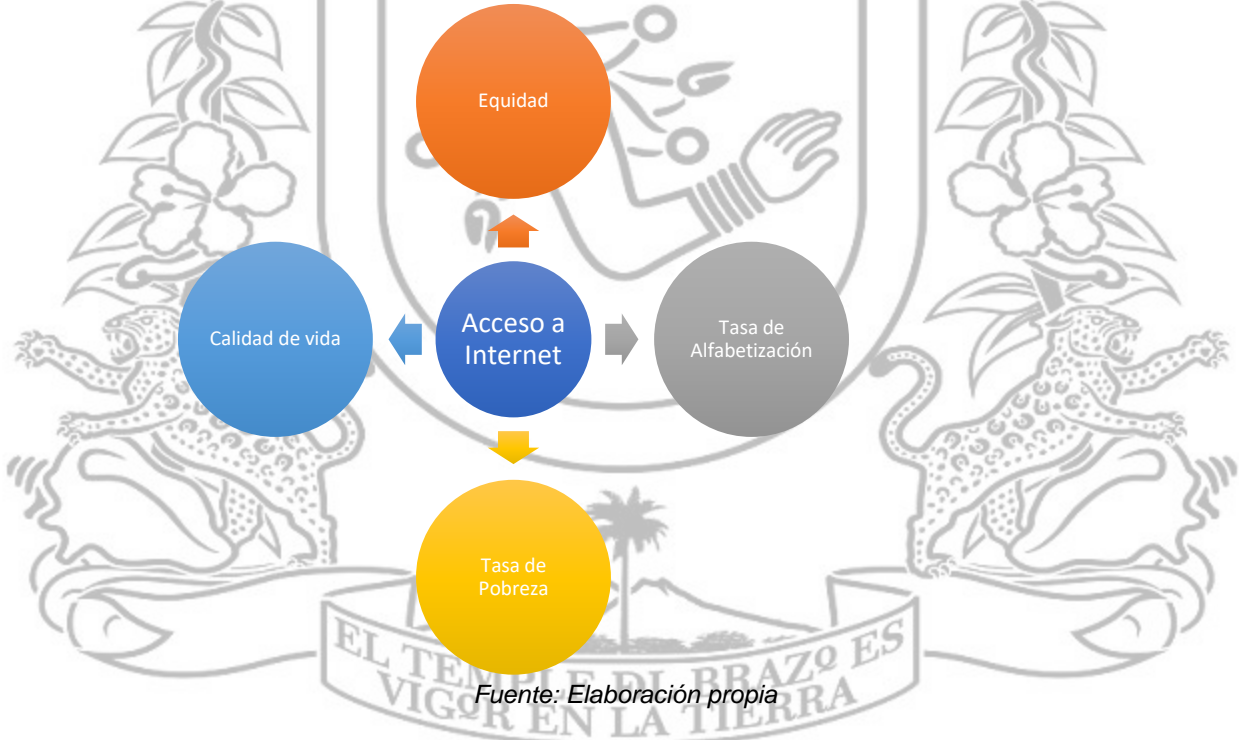 Equidad
Calidad de vida
Acceso a
Internet
Tasa de
Alfabetización
Tasa de
Pobreza
EL TEMPLE DEL BRAZO ES
VIGOR EN LA TIERRA
Fuente: Elaboración propia